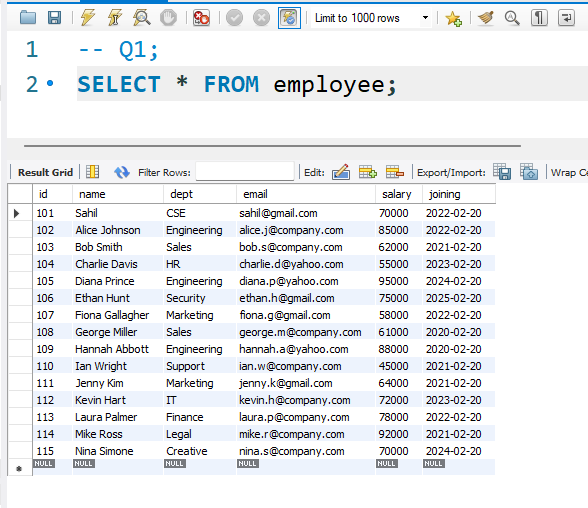 Limit to 1000 rows
1 -- Q1;
2 SELECT * FROM employee;
Result Grid Filter Rows: Edit: Export/Import: Wrap Ce
id name dept email salary joining
101 Sahil CSE sahil@gmail.com 70000 2022-02-20
102 Alice Johnson Engineering alice.j@company.com 85000 2022-02-20
103 Bob Smith Sales bob.s@company.com 62000 2021-02-20
104 Charlie Davis HR charlie.d@yahoo.com 55000 2023-02-20
105 Diana Prince Engineering diana.p@yahoo.com 95000 2024-02-20
106 Ethan Hunt Security ethan.h@gmail.com 75000 2025-02-20
107 Fiona Gallagher Marketing fiona.g@gmail.com 58000 2022-02-20
108 George Miller Sales george.m@company.com 61000 2020-02-20
109 Hannah Abbott Engineering hannah.a@yahoo.com 88000 2020-02-20
110 Ian Wright Support ian.w@company.com 45000 2021-02-20
111 Jenny Kim Marketing jenny.k@gmail.com 64000 2021-02-20
112 Kevin Hart IT kevin.h@company.com 72000 2023-02-20
113 Laura Palmer Finance laura.p@company.com 78000 2022-02-20
114 Mike Ross Legal mike.r@company.com 92000 2021-02-20
115 Nina Simone Creative nina.s@company.com 70000 2024-02-20
NULL NULL NULL NULL NULL NULL